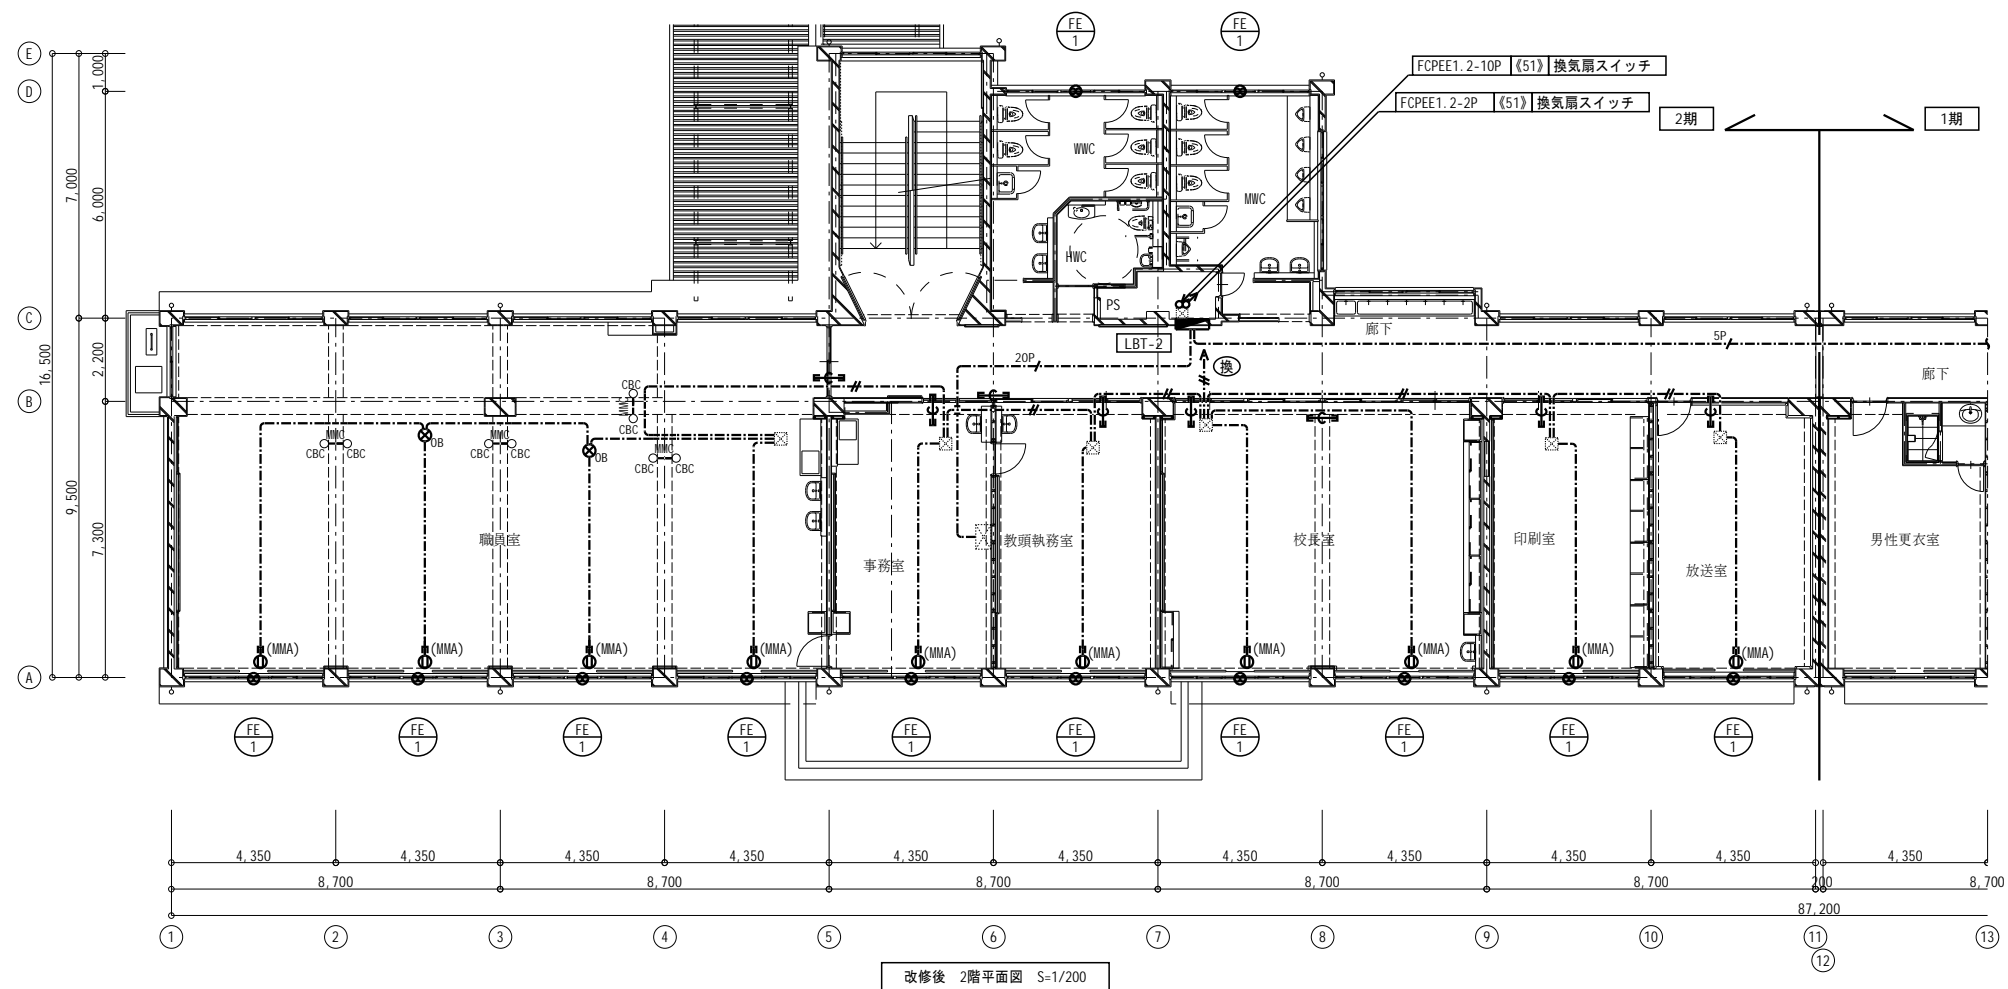 FE
1
FE
1
E
D
C
B
A
1,000
7,000
6,000
16,500
2,200
9,500
7,300
FCPEE1.2-10P 《51》 換気扇スイッチ
FCPEE1.2-2P 《51》 換気扇スイッチ
2期
1期
WWC
MWC
HWC
PS
LBT-2
廊下
5P
20P
換
廊下
CBC
MMC
CBC
MMC
CBC CBC
OB
MMC
CBC CBC
OB
MMC
CBC CBC
職員室
事務室
教頭執務室
校長室
印刷室
放送室
男性更衣室
(MMA) (MMA) (MMA) (MMA) (MMA) (MMA) (MMA) (MMA) (MMA) (MMA)
FE FE FE FE FE FE FE FE FE FE
1 1 1 1 1 1 1 1 1 1
4,350 4,350 4,350 4,350 4,350 4,350 4,350 4,350 4,350 4,350 4,350
8,700 8,700 8,700 8,700 8,700 200 8,700
87,200
1 2 3 4 5 6 7 8 9 10 11 13
12
改修後 2階平面図 S=1/200